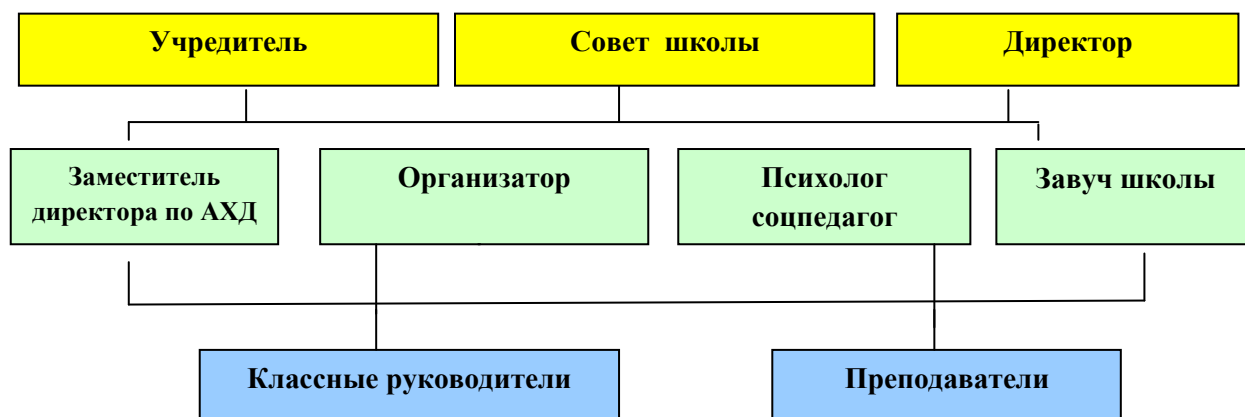 Учредитель
Совет школы
Директор
Заместитель
директора по АХД
Организатор
Психолог
соцпедагог
Завуч школы
Классные руководители
Преподаватели